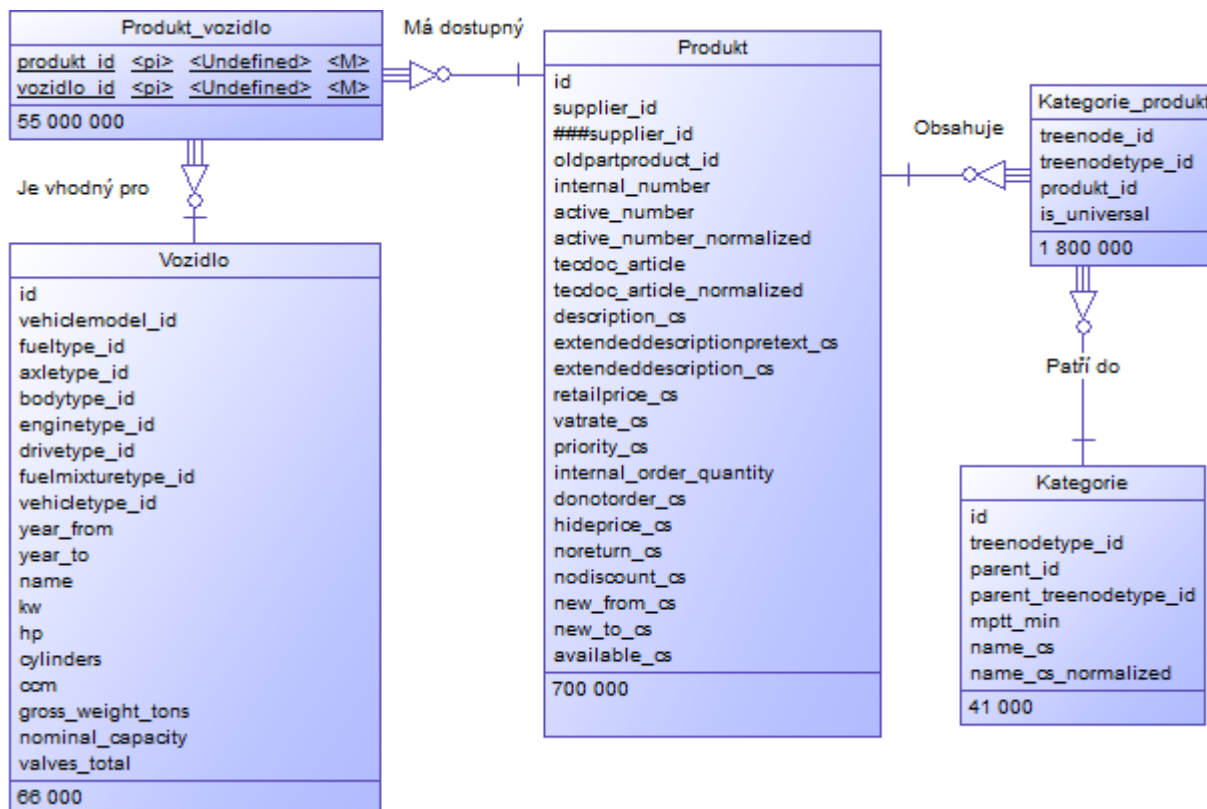 Produkt_vozidlo
produkt_id <pi> <Undefined> <M>
vozidlo_id <pi> <Undefined> <M>
55 000 000
Má dostupný
Je vhodný pro
Vozidlo
id
vehiclemodel_id
fueltype_id
axletype_id
bodytype_id
enginetype_id
drivetype_id
fuelmixturetype_id
vehicletype_id
year_from
year_to
name
kw
hp
cylinders
ccm
gross_weight_tons
nominal_capacity
valves_total
66 000
Produkt
id
supplier_id
###supplier_id
oldpartproduct_id
internal_number
active_number
active_number_normalized
tecdoc_article
tecdoc_article_normalized
description_cs
extendeddescriptionpretext_cs
extendeddescription_cs
retailprice_cs
vatrate_cs
priority_cs
internal_order_quantity
donotorder_cs
hideprice_cs
noreturn_cs
nodiscount_cs
new_from_cs
new_to_cs
available_cs
700 000
Obsahuje
Kategorie_produkt
treenode_id
treenodetype_id
produkt_id
is_universal
1 800 000
Patří do
Kategorie
id
treenodetype_id
parent_id
parent_treenodetype_id
mptt_min
name_cs
name_cs_normalized
41 000